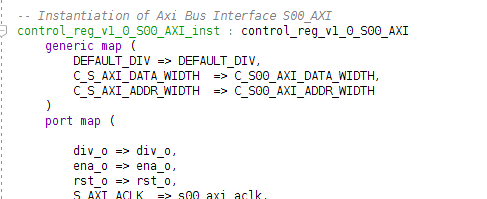 -- Instantiation of Axi Bus Interface S00_AXI
control_reg_v1_0_S00_AXI_inst : control_reg_v1_0_S00_AXI
generic map (
DEFAULT_DIV => DEFAULT_DIV,
C_S_AXI_DATA_WIDTH => C_S00_AXI_DATA_WIDTH,
C_S_AXI_ADDR_WIDTH => C_S00_AXI_ADDR_WIDTH
)
port map (
div_o => div_o,
ena_o => ena_o,
rst_o => rst_o,
S_AXI_ACLK => s00_axi_aclk,